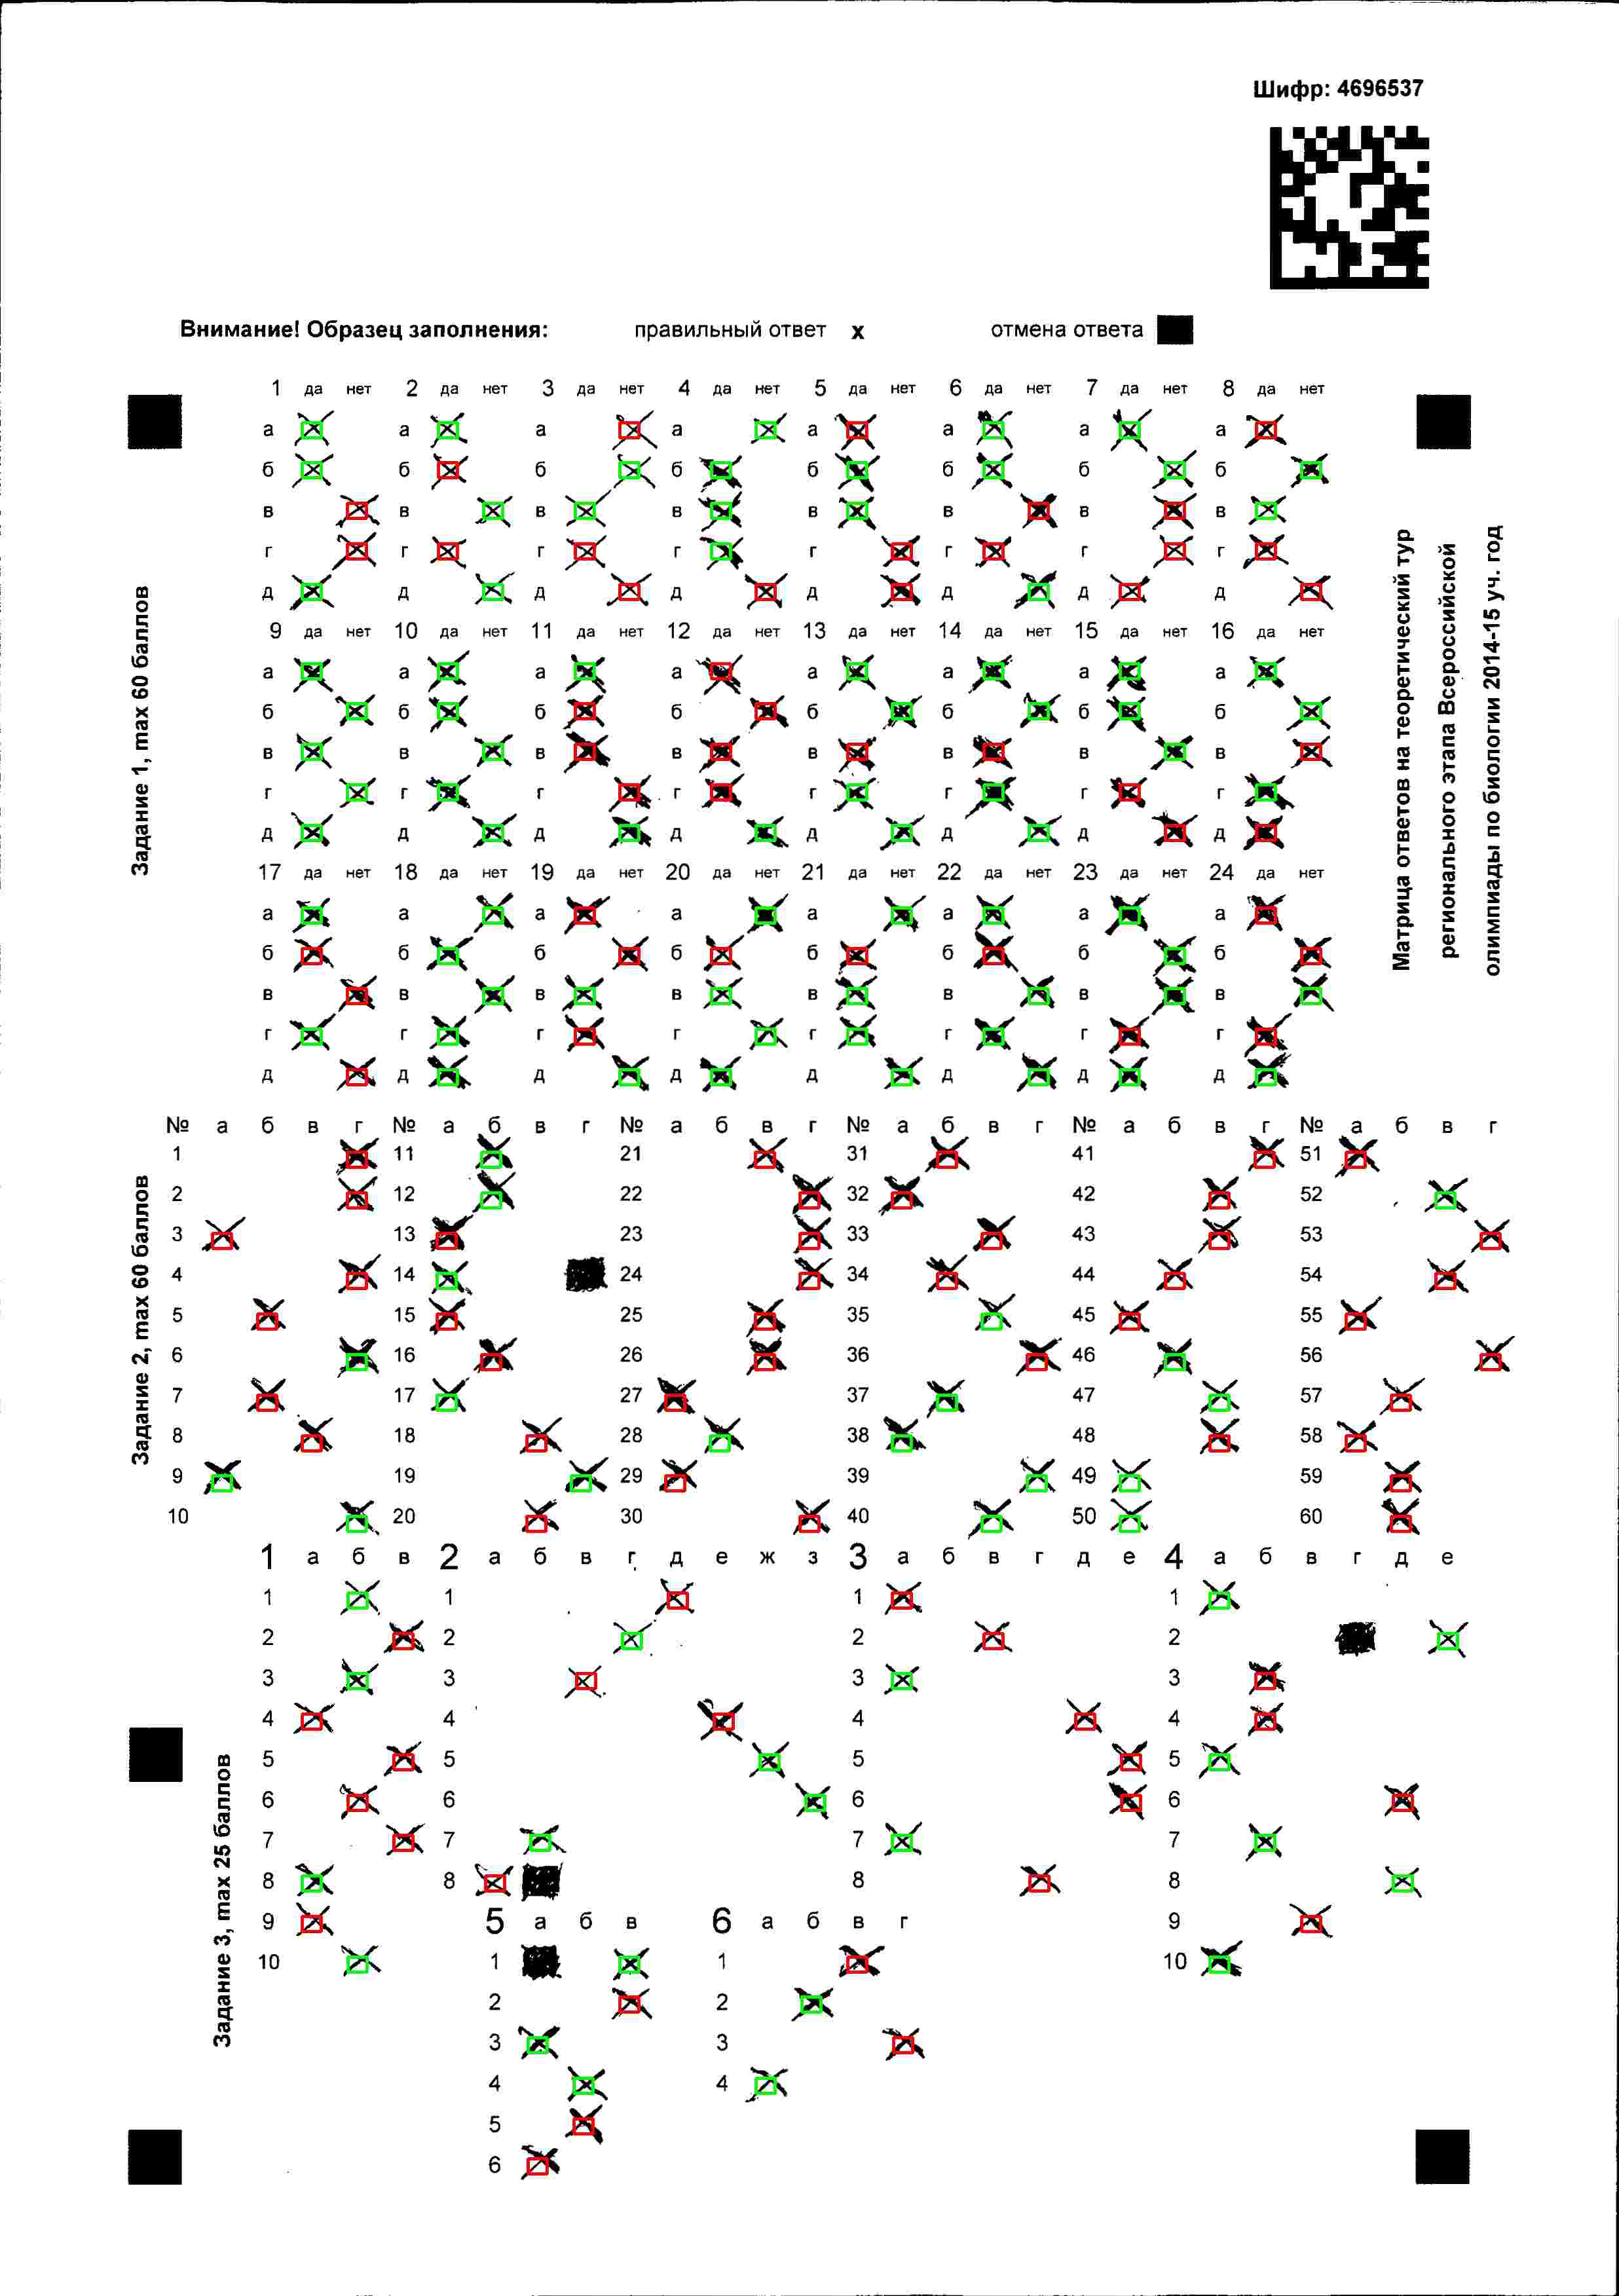 Шифр: 4696537
Внимание! Образец заполнения: правильный ответ x отмена ответа
1 да нет 2 да нет 3 да нет 4 да нет 5 да нет 6 да нет 7 да нет 8 да нет
а а а а а а а а
б б б б б б б б
в в в в в в в в
г г г г г г г г
д д д д д д д д
9 да нет 10 да нет 11 да нет 12 да нет 13 да нет 14 да нет 15 да нет 16 да нет
а а а а а а а а
б б б б б б б б
в в в в в в в в
г г г г г г г г
д д д д д д д д
17 да нет 18 да нет 19 да нет 20 да нет 21 да нет 22 да нет 23 да нет 24 да нет
а а а а а а а а
б б б б б б б б
в в в в в в в в
г г г г г г г г
д д д д д д д д
Задание 1, max 60 баллов
Матрица ответов на теоретический тур
регионального этапа Всероссийской
олимпиады по биологии 2014-15 уч. год
№ а б в г № а б в г № а б в г № а б в г № а б в г № а б в г
1 11 21 31 41 51
2 12 22 32 42 52
3 13 23 33 43 53
4 14 24 34 44 54
5 15 25 35 45 55
6 16 26 36 46 56
7 17 27 37 47 57
8 18 28 38 48 58
9 19 29 39 49 59
10 20 30 40 50 60
Задание 2, max 60 баллов
1 а б в 2 а б в г д е ж з 3 а б в г д е 4 а б в г д е
1 1 1 1
2 2 2 2
3 3 3 3
4 4 4 4
5 5 5 5
6 6 6 6
7 7 7 7
8 8 8 8
9 5 а б в 6 а б в г 9
10 1 1 10
2 2
3 3
4 4
5
6
Задание 3, max 25 баллов